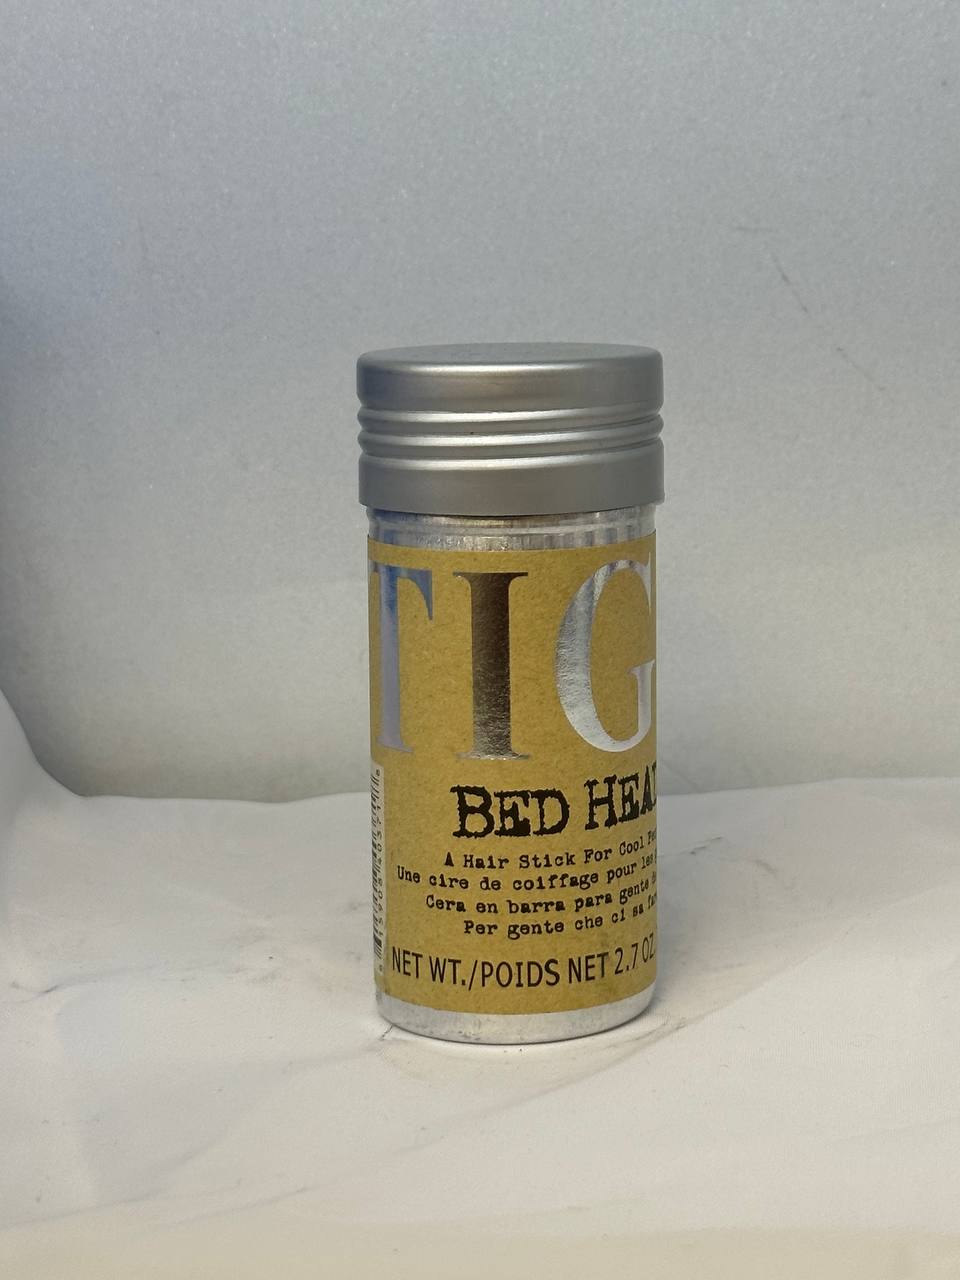 TIG
BED HEA
A Hair Stick For Cool
Une cire de coiffage pour les
Cera en barra para gente
Per gente che ci sa
NET WT./POIDS NET 2.7 OZ